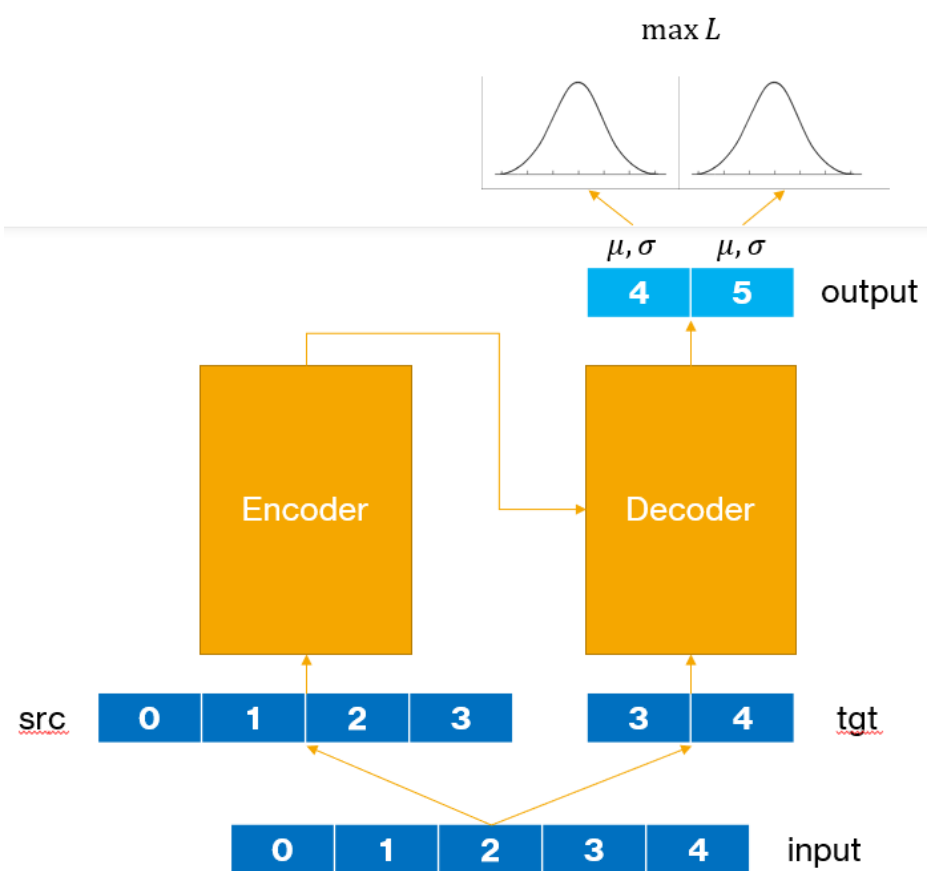 max L
μ, σ μ, σ
4 5 output
Encoder Decoder
src 0 1 2 3 3 4 tgt
0 1 2 3 4 input